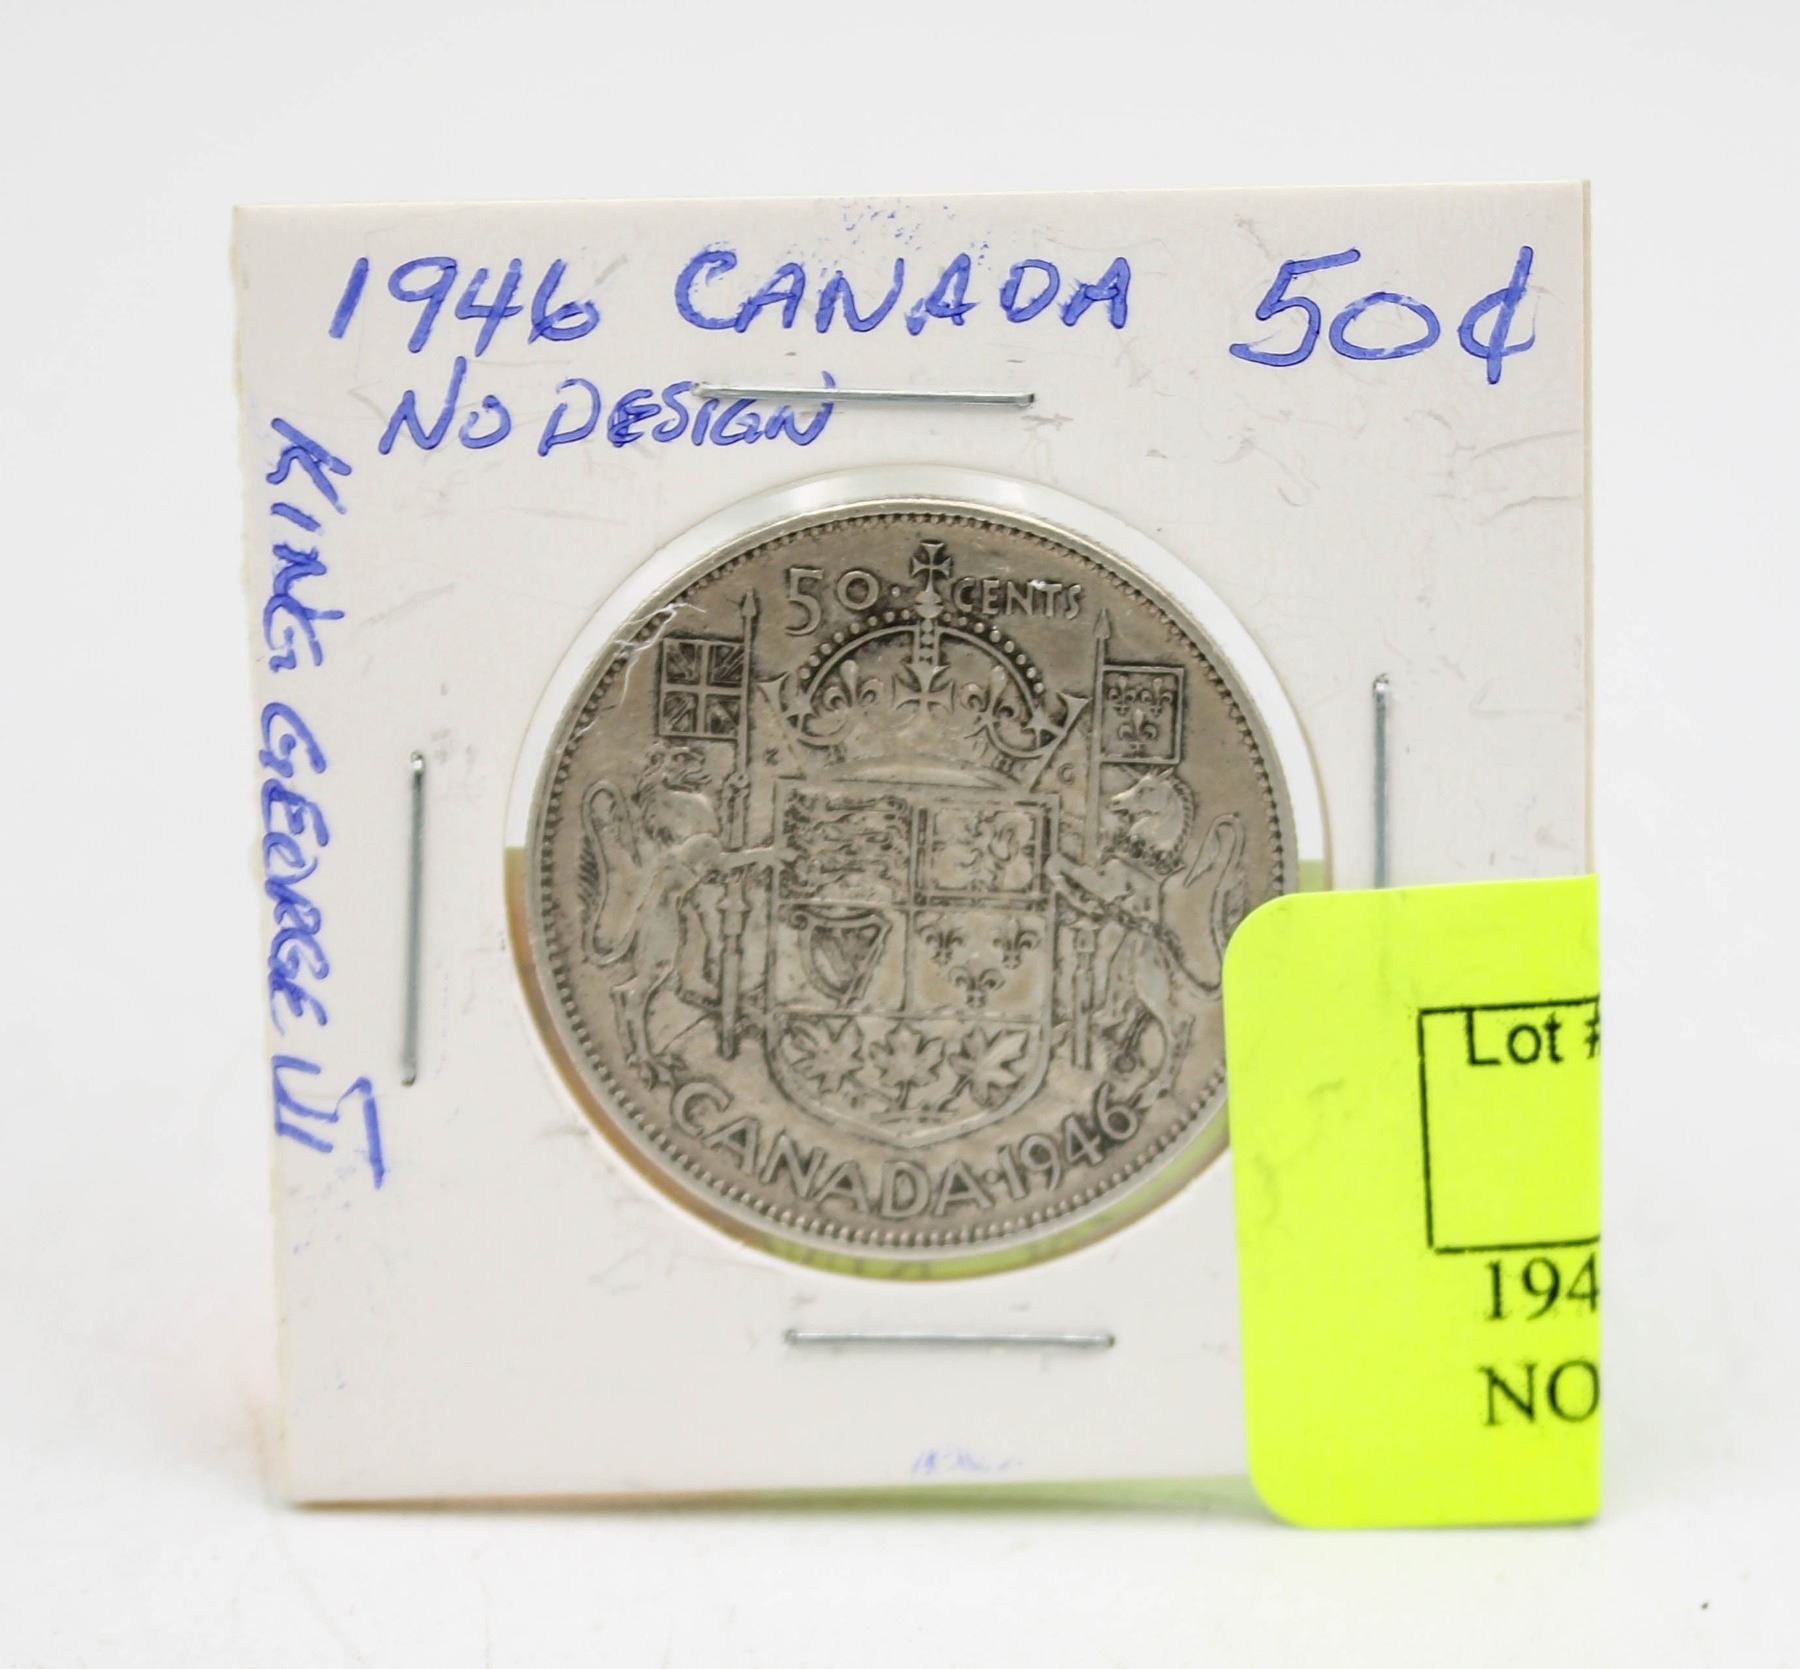 1946 CANADA 50¢
NO DESIGN
KING GEORGE VI
50 CENTS
K G
CANADA·1946
Lot #
194
NO